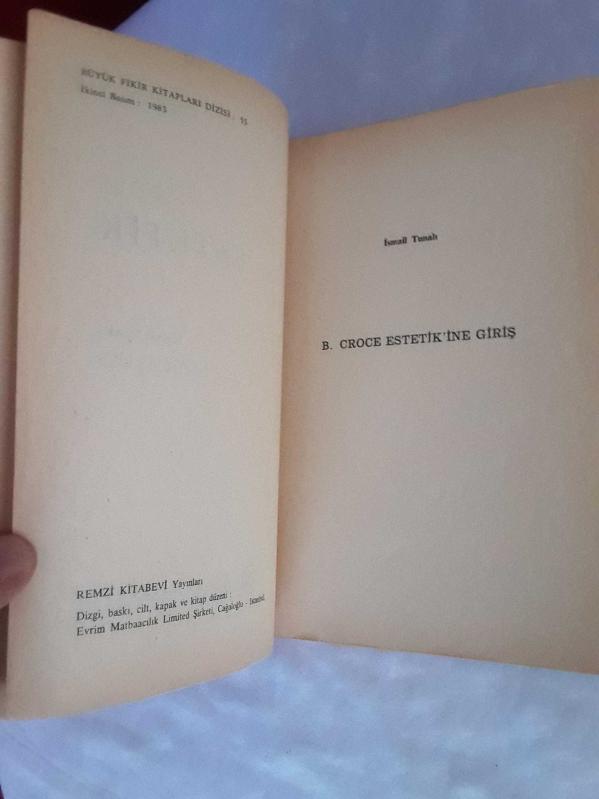 BÜYÜK FİKİR KİTAPLARI DİZİSİ : 55
İkinci Basım : 1983
REMZİ KİTABEVİ Yayınları
Dizgi, baskı, cilt, kapak ve kitap düzeni :
Evrim Matbaacılık Limited Şirketi, Cağaloğlu - İstanbul.
İsmail Tunalı
B. CROCE ESTETİK'İNE GİRİŞ